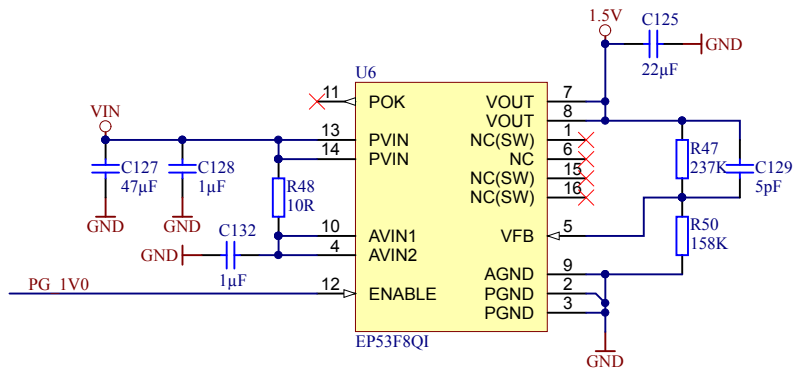 1.5V
C125
GND
22µF
U6
11
POK
VOUT
7
VOUT
8
VIN
13
PVIN
NC(SW)
1
14
PVIN
NC
6
NC(SW)
15
NC(SW)
16
R47
237K
C129
5pF
C127
47µF
C128
1µF
R48
10R
GND
GND
C132
GND
1µF
10
AVIN1
VFB
5
4
AVIN2
R50
158K
AGND
9
PG_1V0
12
ENABLE
PGND
2
PGND
3
EP53F8QI
GND